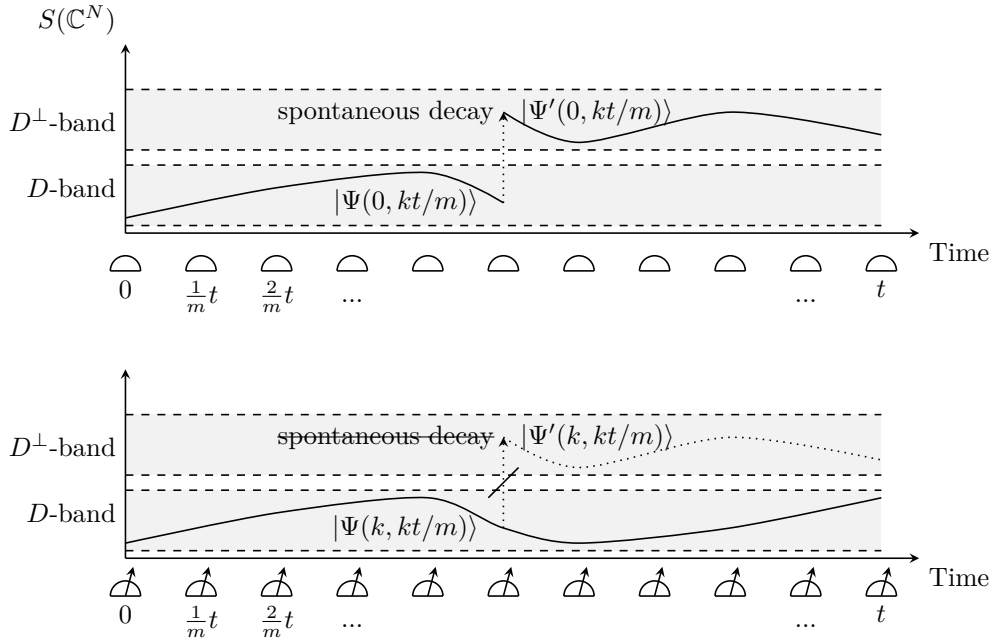 S(ℂ^N)
D^⊥-band
spontaneous decay |Ψ′(0, kt/m)⟩
D-band
|Ψ(0, kt/m)⟩
Time
0 1/m t 2/m t ... ... t
D^⊥-band
spontaneous decay |Ψ′(k, kt/m)⟩
D-band
|Ψ(k, kt/m)⟩
Time
0 1/m t 2/m t ... ... t